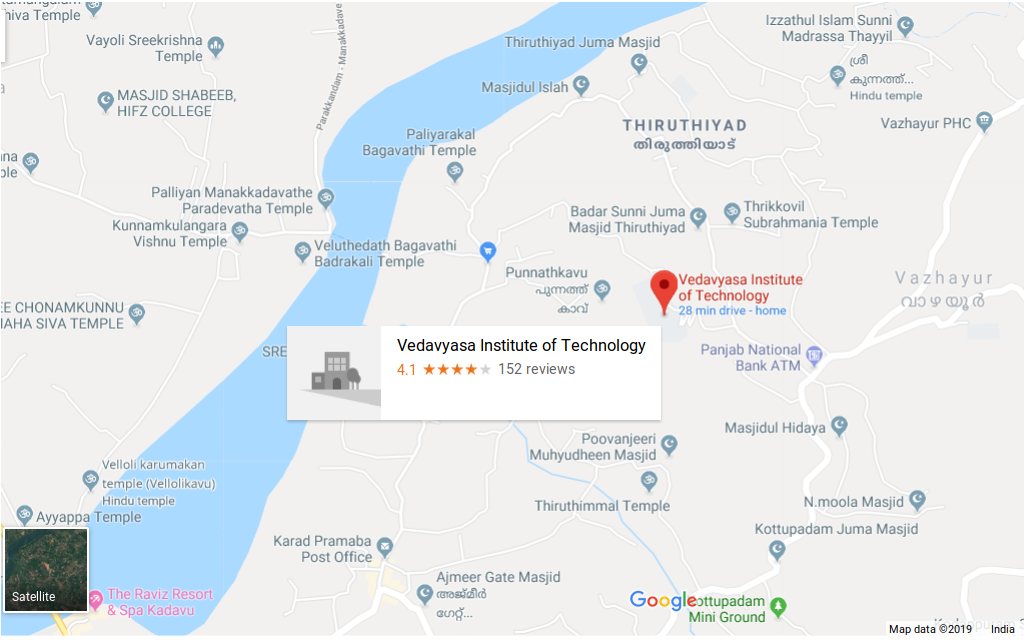 hiva Temple
Vayoli Sreekrishna
Temple
MASJID SHABEEB,
HIFZ COLLEGE
Parakkandam - Manakkadave
Thiruthiyad Juma Masjid
Masjidul Islah
Izzathul Islam Sunni
Madrassa Thayyil
ശ്രീ
കുന്നത്ത്...
Hindu temple
Vazhayur PHC
THIRUTHIYAD
തിരുത്തിയാട്
Paliyarakal
Bagavathi Temple
Palliyan Manakkadavathe
Paradevatha Temple
Kunnamkulangara
Vishnu Temple
Veluthedath Bagavathi
Badrakali Temple
Badar Sunni Juma
Masjid Thiruthiyad
Thrikkovil
Subrahmania Temple
Punnathkavu
പുന്നത്ത്
കാവ്
Vedavyasa Institute
of Technology
28 min drive - home
Vazhayur
വാഴയൂർ
EE CHONAMKUNNU
MAHA SIVA TEMPLE
SRE
Vedavyasa Institute of Technology
4.1 ★★★★★ 152 reviews
Panjab National
Bank ATM
Masjidul Hidaya
Poovanjeeri
Muhyudheen Masjid
Thiruthimmal Temple
Velloli karumakan
temple (Vellolikavu)
Hindu temple
Ayyappa Temple
N.moola Masjid
Kottupadam Juma Masjid
Karad Pramaba
Post Office
Ajmeer Gate Masjid
അജ്മീർ
ഗേറ്റ്...
Satellite
The Raviz Resort
& Spa Kadavu
Google
ottupadam
Mini Ground
Map data ©2019 India